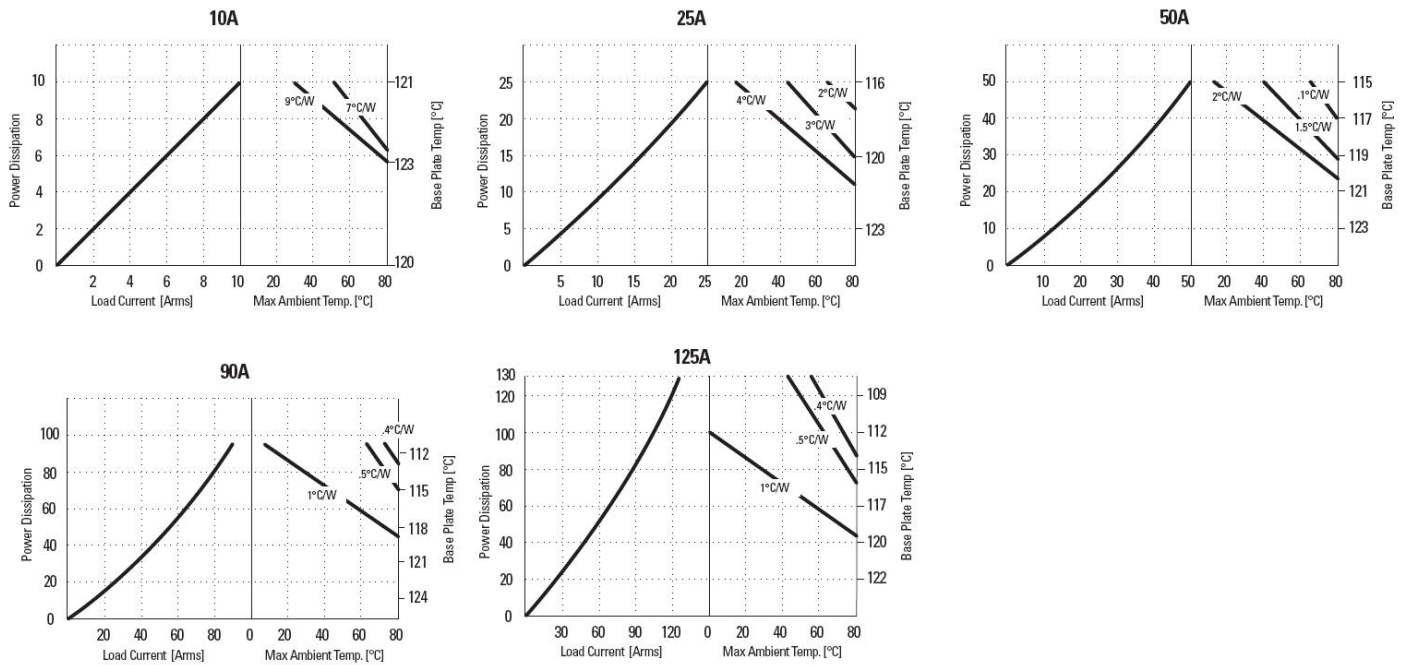 10A
Power Dissipation
10
8
6
4
2
0
2 4 6 8 10 20 40 60 80
Load Current [Arms] Max Ambient Temp. [°C]
9°C/W
7°C/W
121
123
120
Base Plate Temp [°C]
25A
Power Dissipation
25
20
15
10
5
0
5 10 15 20 25 20 40 60 80
Load Current [Arms] Max Ambient Temp. [°C]
2°C/W
4°C/W
3°C/W
116
120
123
Base Plate Temp [°C]
50A
Power Dissipation
50
40
30
20
10
0
10 20 30 40 50 20 40 60 80
Load Current [Arms] Max Ambient Temp. [°C]
.1°C/W
2°C/W
1.5°C/W
115
117
119
121
123
Base Plate Temp [°C]
90A
Power Dissipation
100
80
60
40
20
0
20 40 60 80 0 20 40 60 80
Load Current [Arms] Max Ambient Temp. [°C]
.4°C/W
.5°C/W
1°C/W
112
115
118
121
124
Base Plate Temp [°C]
125A
Power Dissipation
130
120
100
80
60
40
20
0
30 60 90 120 0 20 40 60 80
Load Current [Arms] Max Ambient Temp. [°C]
.4°C/W
.5°C/W
1°C/W
109
112
115
117
120
122
Base Plate Temp [°C]